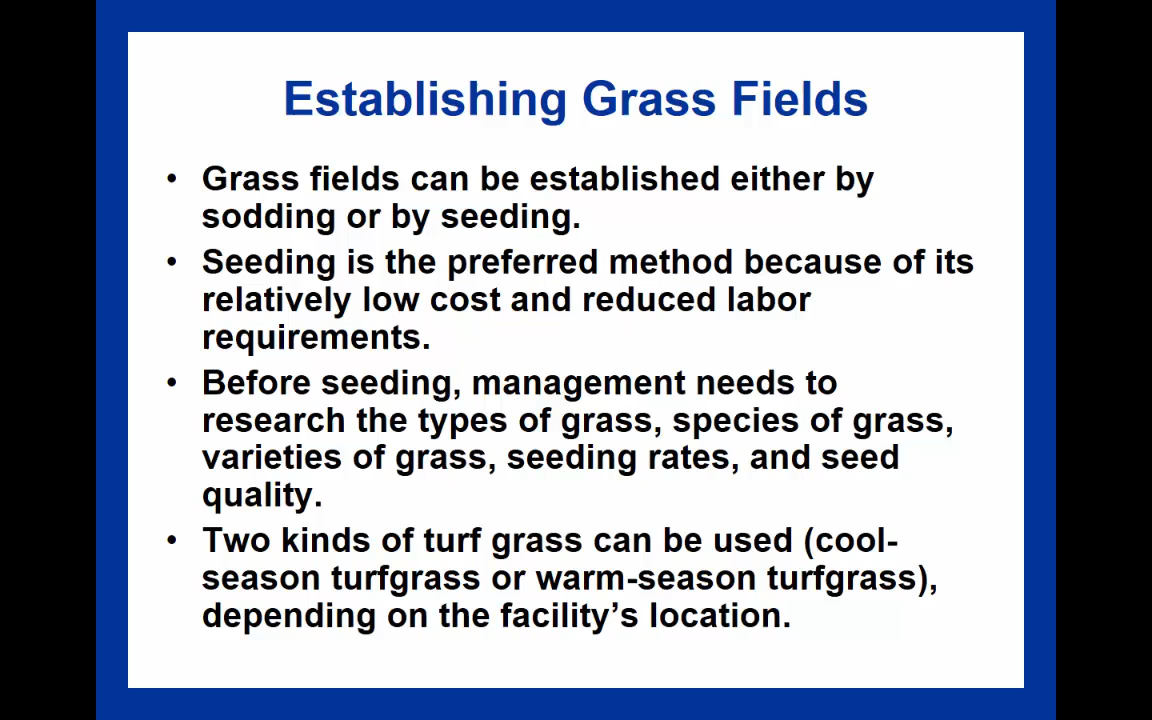 Establishing Grass Fields
• Grass fields can be established either by
sodding or by seeding.
• Seeding is the preferred method because of its
relatively low cost and reduced labor
requirements.
• Before seeding, management needs to
research the types of grass, species of grass,
varieties of grass, seeding rates, and seed
quality.
• Two kinds of turf grass can be used (cool-
season turfgrass or warm-season turfgrass),
depending on the facility’s location.